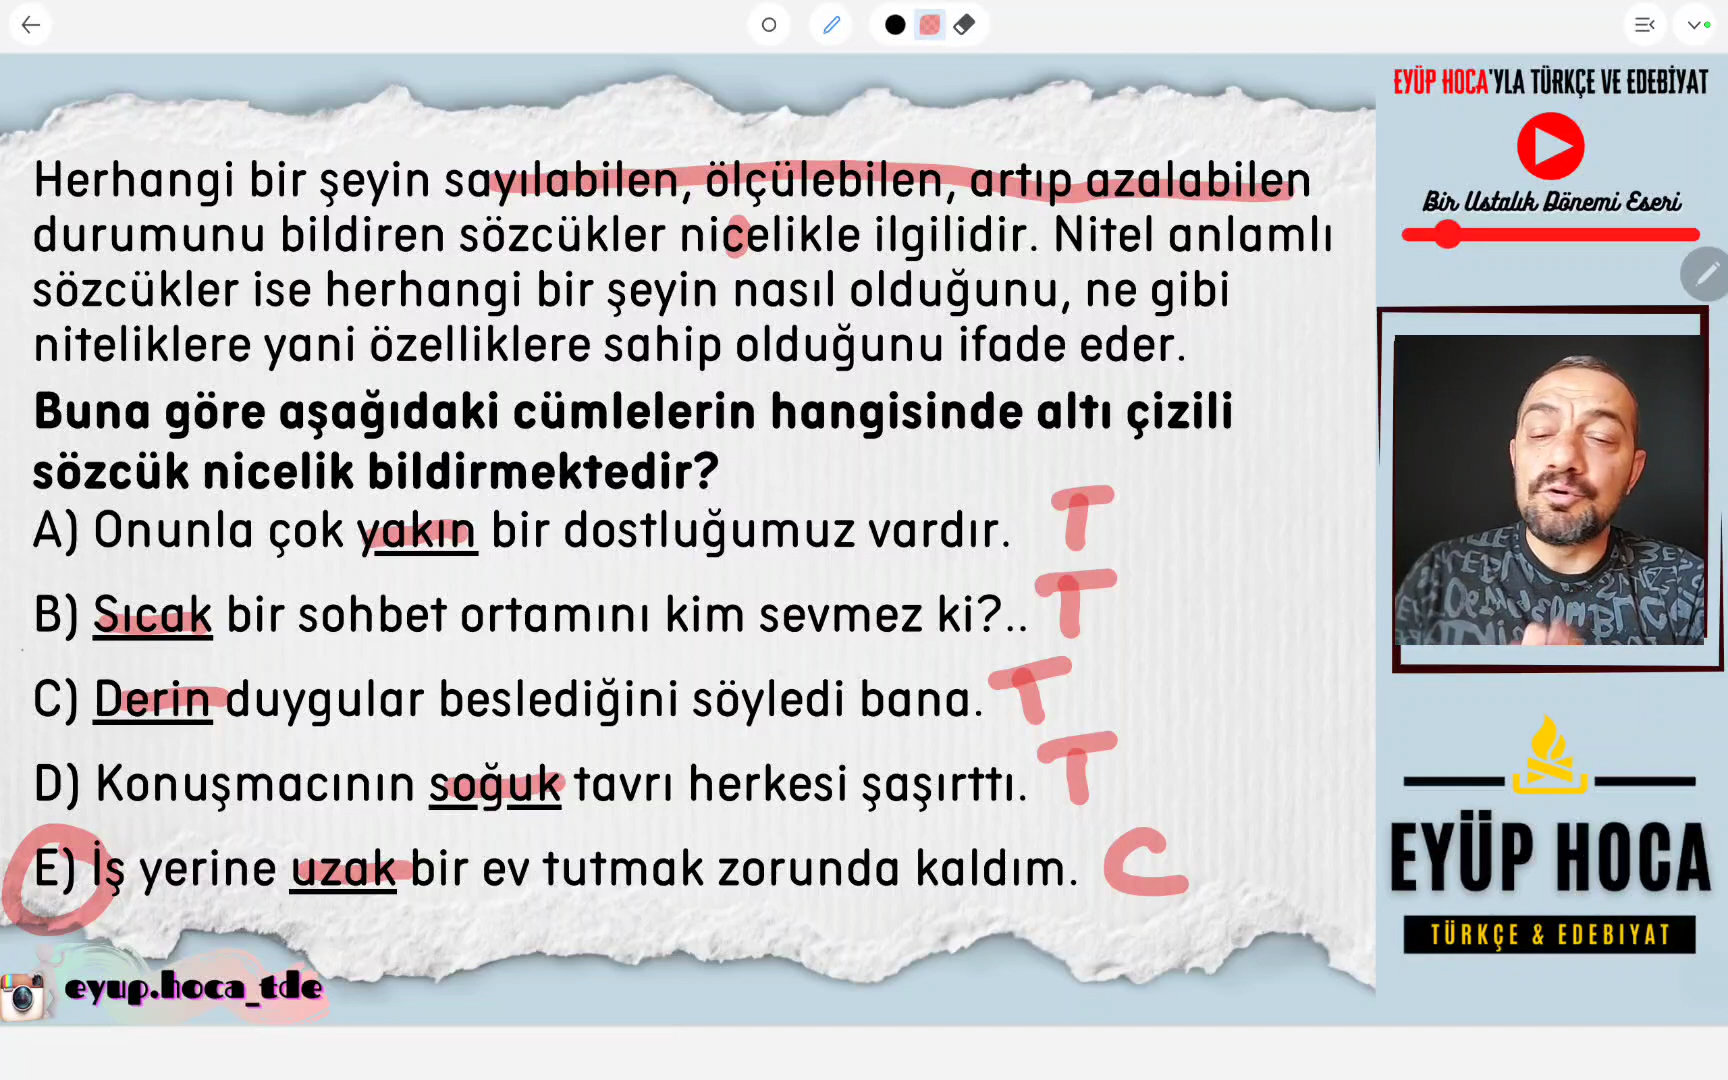 EYÜP HOCA'YLA TÜRKÇE VE EDEBİYAT
Bir Ustalık Dönemi Eseri
Herhangi bir şeyin sayılabilen, ölçülebilen, artıp azalabilen
durumunu bildiren sözcükler nicelikle ilgilidir. Nitel anlamlı
sözcükler ise herhangi bir şeyin nasıl olduğunu, ne gibi
niteliklere yani özelliklere sahip olduğunu ifade eder.
Buna göre aşağıdaki cümlelerin hangisinde altı çizili
sözcük nicelik bildirmektedir?
A) Onunla çok yakın bir dostluğumuz vardır. T
B) Sıcak bir sohbet ortamını kim sevmez ki?.. T
C) Derin duygular beslediğini söyledi bana. T
D) Konuşmacının soğuk tavrı herkesi şaşırttı. T
E) İş yerine uzak bir ev tutmak zorunda kaldım. C
EYÜP HOCA
TÜRKÇE & EDEBIYAT
eyup.hoca_tde